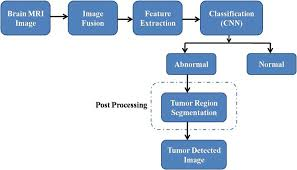 Brain MRI
Image
Image
Fusion
Feature
Extraction
Classification
(CNN)
Abnormal
Normal
Post Processing
Tumor Region
Segmentation
Tumor Detected
Image